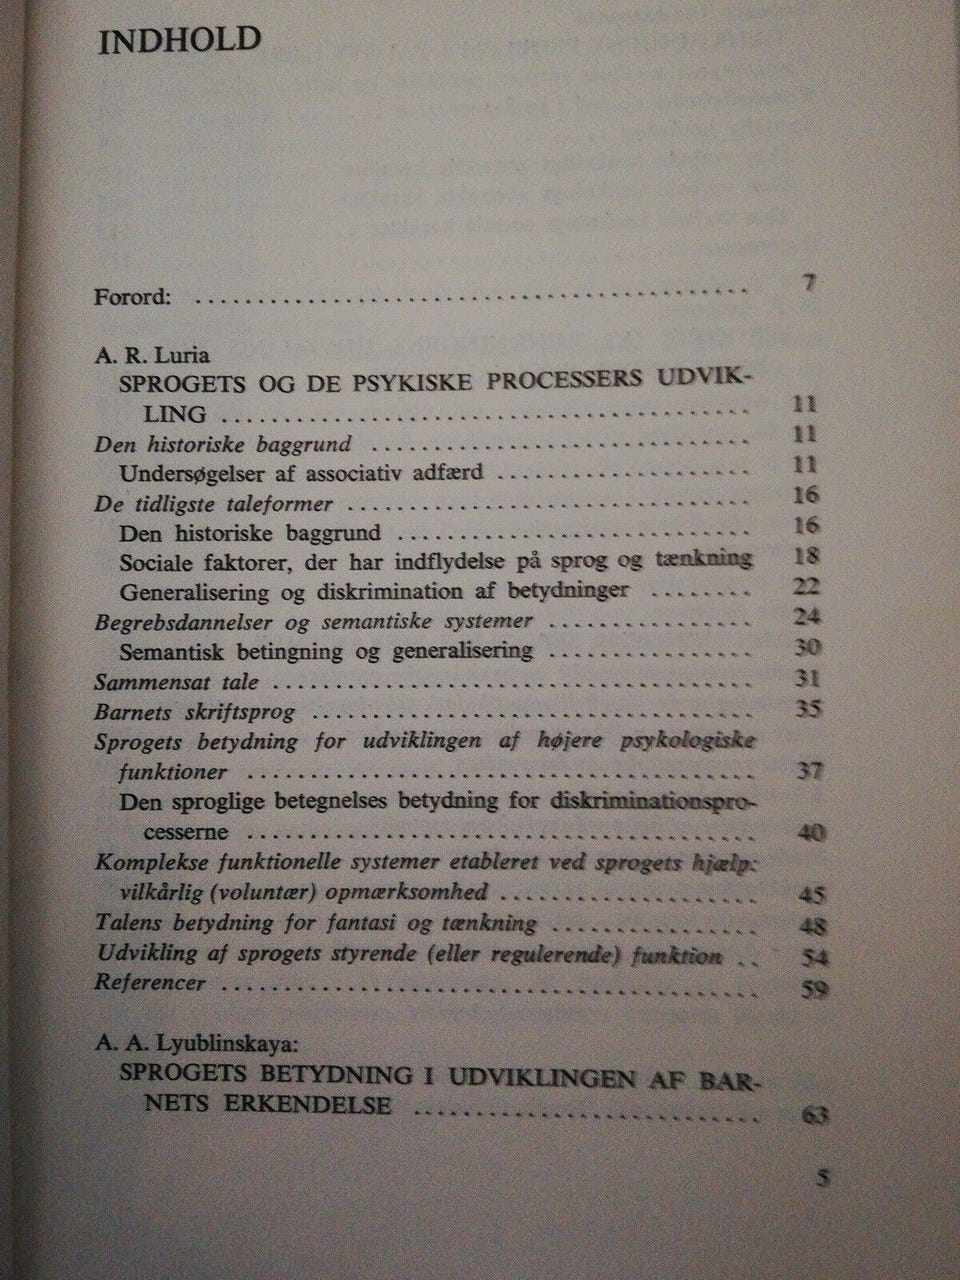 INDHOLD
Forord: ........................................................ 7
A. R. Luria
SPROGETS OG DE PSYKISKE PROCESSERS UDVIK-
LING ........................................................ 11
Den historiske baggrund ........................................ 11
Undersøgelser af associativ adfærd ...................... 11
De tidligste taleformer .......................................... 16
Den historiske baggrund .................................... 16
Sociale faktorer, der har indflydelse på sprog og tænkning 18
Generalisering og diskrimination af betydninger ........ 22
Begrebsdannelser og semantiske systemer ................ 24
Semantisk betingning og generalisering ................ 30
Sammensat tale .................................................. 31
Barnets skriftsprog .............................................. 35
Sprogets betydning for udviklingen af højere psykologiske
funktioner .................................................... 37
Den sproglige betegnelses betydning for diskriminationspro-
cesserne .................................................... 40
Komplekse funktionelle systemer etableret ved sprogets hjælp:
vilkårlig (voluntær) opmærksomhed ...................... 45
Talens betydning for fantasi og tænkning ................ 48
Udvikling af sprogets styrende (eller regulerende) funktion .. 54
Referencer ...................................................... 59
A. A. Lyublinskaya:
SPROGETS BETYDNING I UDVIKLINGEN AF BAR-
NETS ERKENDELSE .................................... 63
5